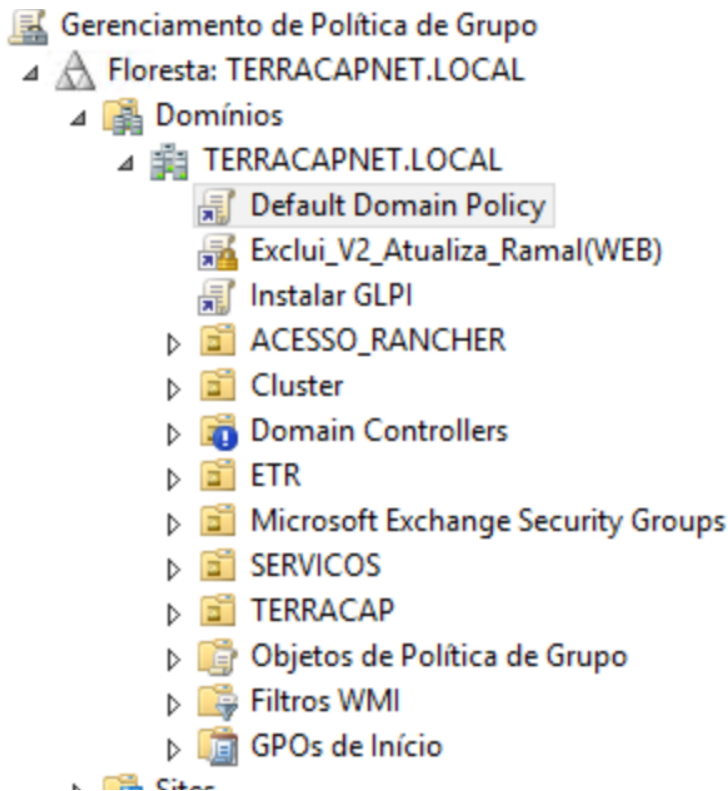 Gerenciamento de Política de Grupo
Floresta: TERRACAPNET.LOCAL
Domínios
TERRACAPNET.LOCAL
Default Domain Policy
Exclui_V2_Atualiza_Ramal(WEB)
Instalar GLPI
ACESSO_RANCHER
Cluster
Domain Controllers
ETR
Microsoft Exchange Security Groups
SERVICOS
TERRACAP
Objetos de Política de Grupo
Filtros WMI
GPOs de Início
Sites